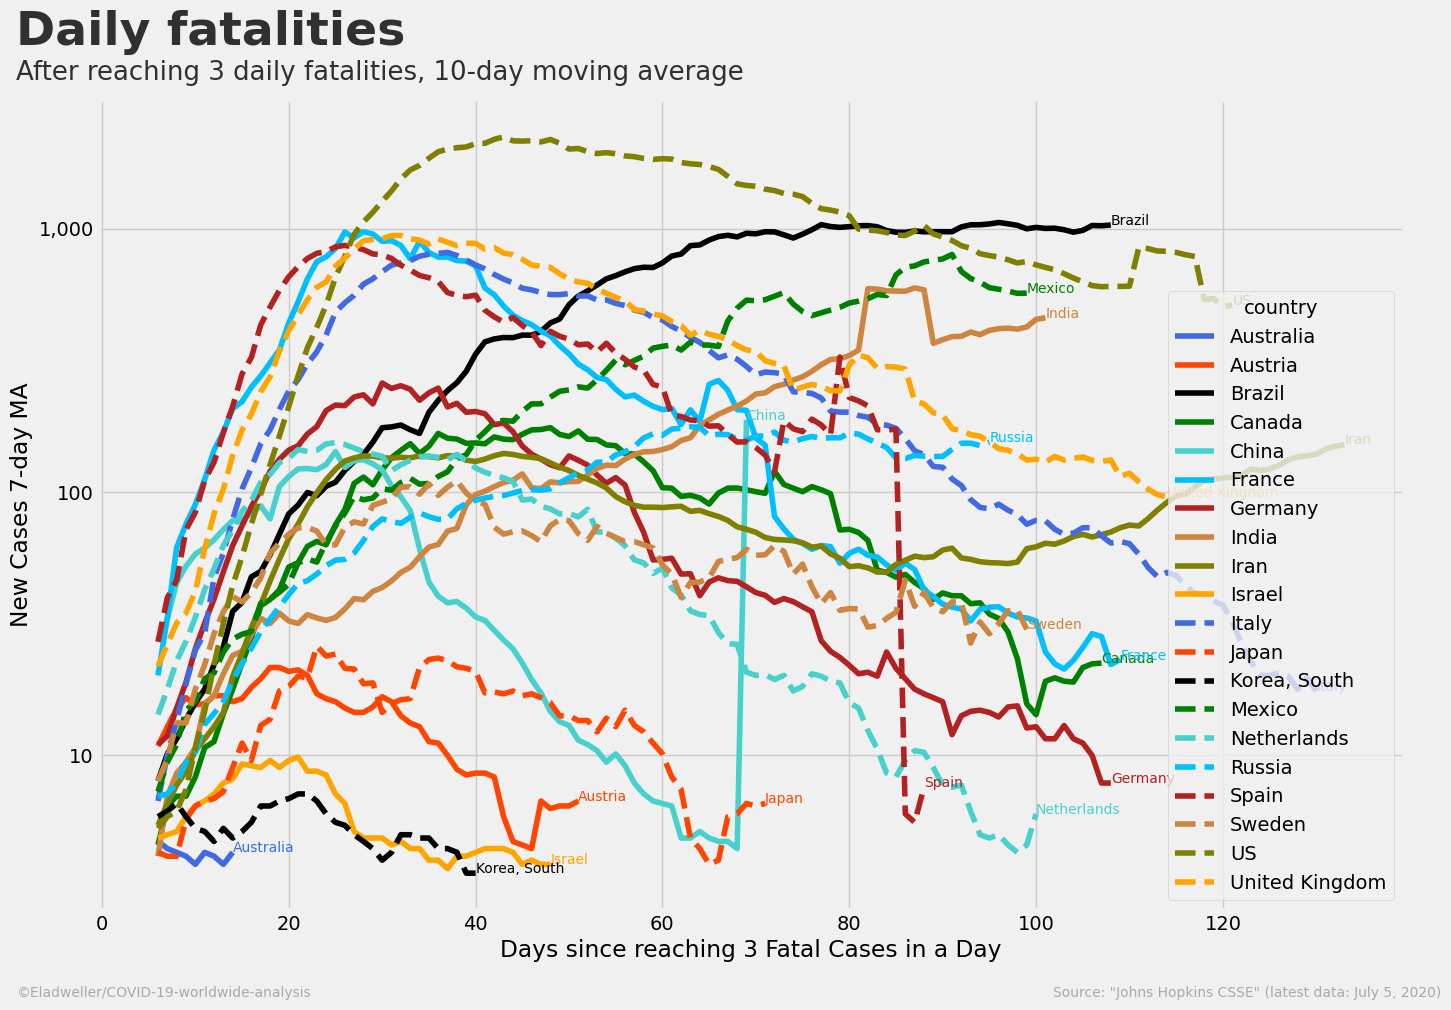 Daily fatalities
After reaching 3 daily fatalities, 10-day moving average
New Cases 7-day MA
1,000
100
10
Brazil
US
Mexico
India
China
Russia
Iran
United Kingdom
Sweden
Canada
France
Italy
Spain
Germany
Austria
Japan
Netherlands
Australia
Israel
Korea, South
country
Australia
Austria
Brazil
Canada
China
France
Germany
India
Iran
Israel
Italy
Japan
Korea, South
Mexico
Netherlands
Russia
Spain
Sweden
US
United Kingdom
0 20 40 60 80 100 120
Days since reaching 3 Fatal Cases in a Day
©Eladweller/COVID-19-worldwide-analysis
Source: "Johns Hopkins CSSE" (latest data: July 5, 2020)